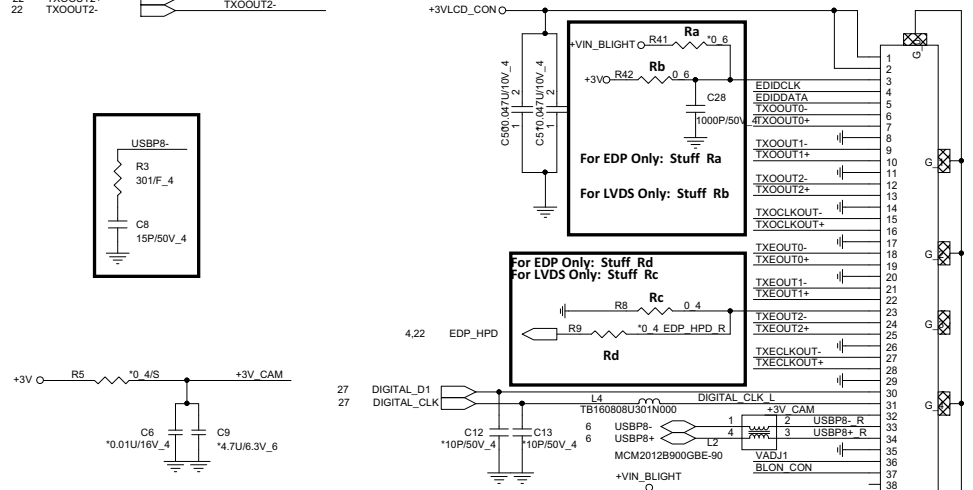 22 TXOOUT2-
TXOOUT2-
+3VLCD_CON
+VIN_BLIGHT R41 Ra *0_6
+3V R42 Rb 0_6
C28
1000P/50V_4
C50 0.047U/10V_4
C51 0.047U/10V_4
1 2
1 2
For EDP Only: Stuff Ra
For LVDS Only: Stuff Rb
USBP8-
R3
301/F_4
C8
15P/50V_4
For EDP Only: Stuff Rd
For LVDS Only: Stuff Rc
R8 Rc 0_4
4,22 EDP_HPD R9 *0_4 EDP_HPD_R
Rd
+3V R5 *0_4/S +3V_CAM
C6
*0.01U/16V_4
C9
*4.7U/6.3V_6
27 DIGITAL_D1
27 DIGITAL_CLK L4 DIGITAL_CLK_L
TB160808U301N000
C12
*10P/50V_4
C13
*10P/50V_4
+3V_CAM
6 USBP8- 1 2 USBP8-_R
6 USBP8+ 4 3 USBP8+_R
L2
MCM2012B900GBE-90
VADJ1
BLON_CON
+VIN_BLIGHT
EDIDCLK
EDIDDATA
TXOOUT0-
TXOOUT0+
TXOOUT1-
TXOOUT1+
TXOOUT2-
TXOOUT2+
TXOCLKOUT-
TXOCLKOUT+
TXEOUT0-
TXEOUT0+
TXEOUT1-
TXEOUT1+
TXEOUT2-
TXEOUT2+
TXECLKOUT-
TXECLKOUT+
1
2
3
4
5
6
7
8
9
10
11
12
13
14
15
16
17
18
19
20
21
22
23
24
25
26
27
28
29
30
31
32
33
34
35
36
37
38